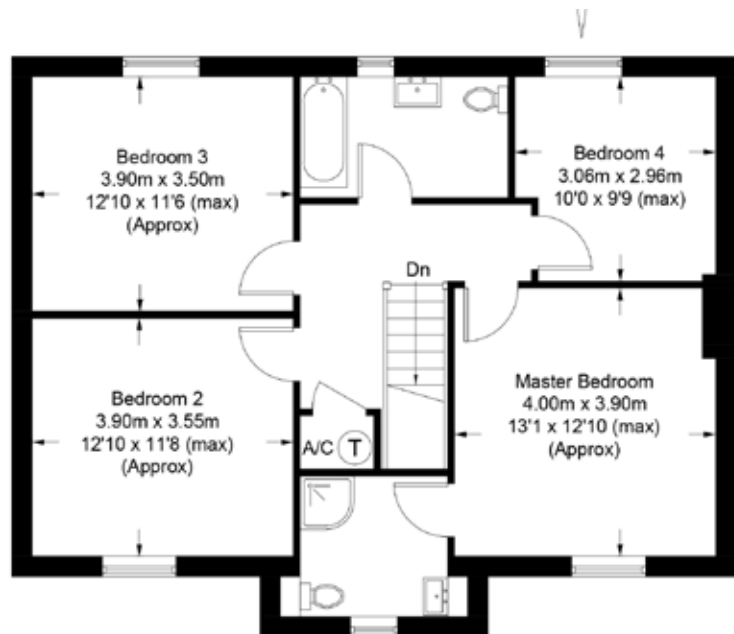 Bedroom 3
3.90m x 3.50m
12'10 x 11'6 (max)
(Approx)
Bedroom 4
3.06m x 2.96m
10'0 x 9'9 (max)
Dn
Bedroom 2
3.90m x 3.55m
12'10 x 11'8 (max)
(Approx)
A/C
T
Master Bedroom
4.00m x 3.90m
13'1 x 12'10 (max)
(Approx)